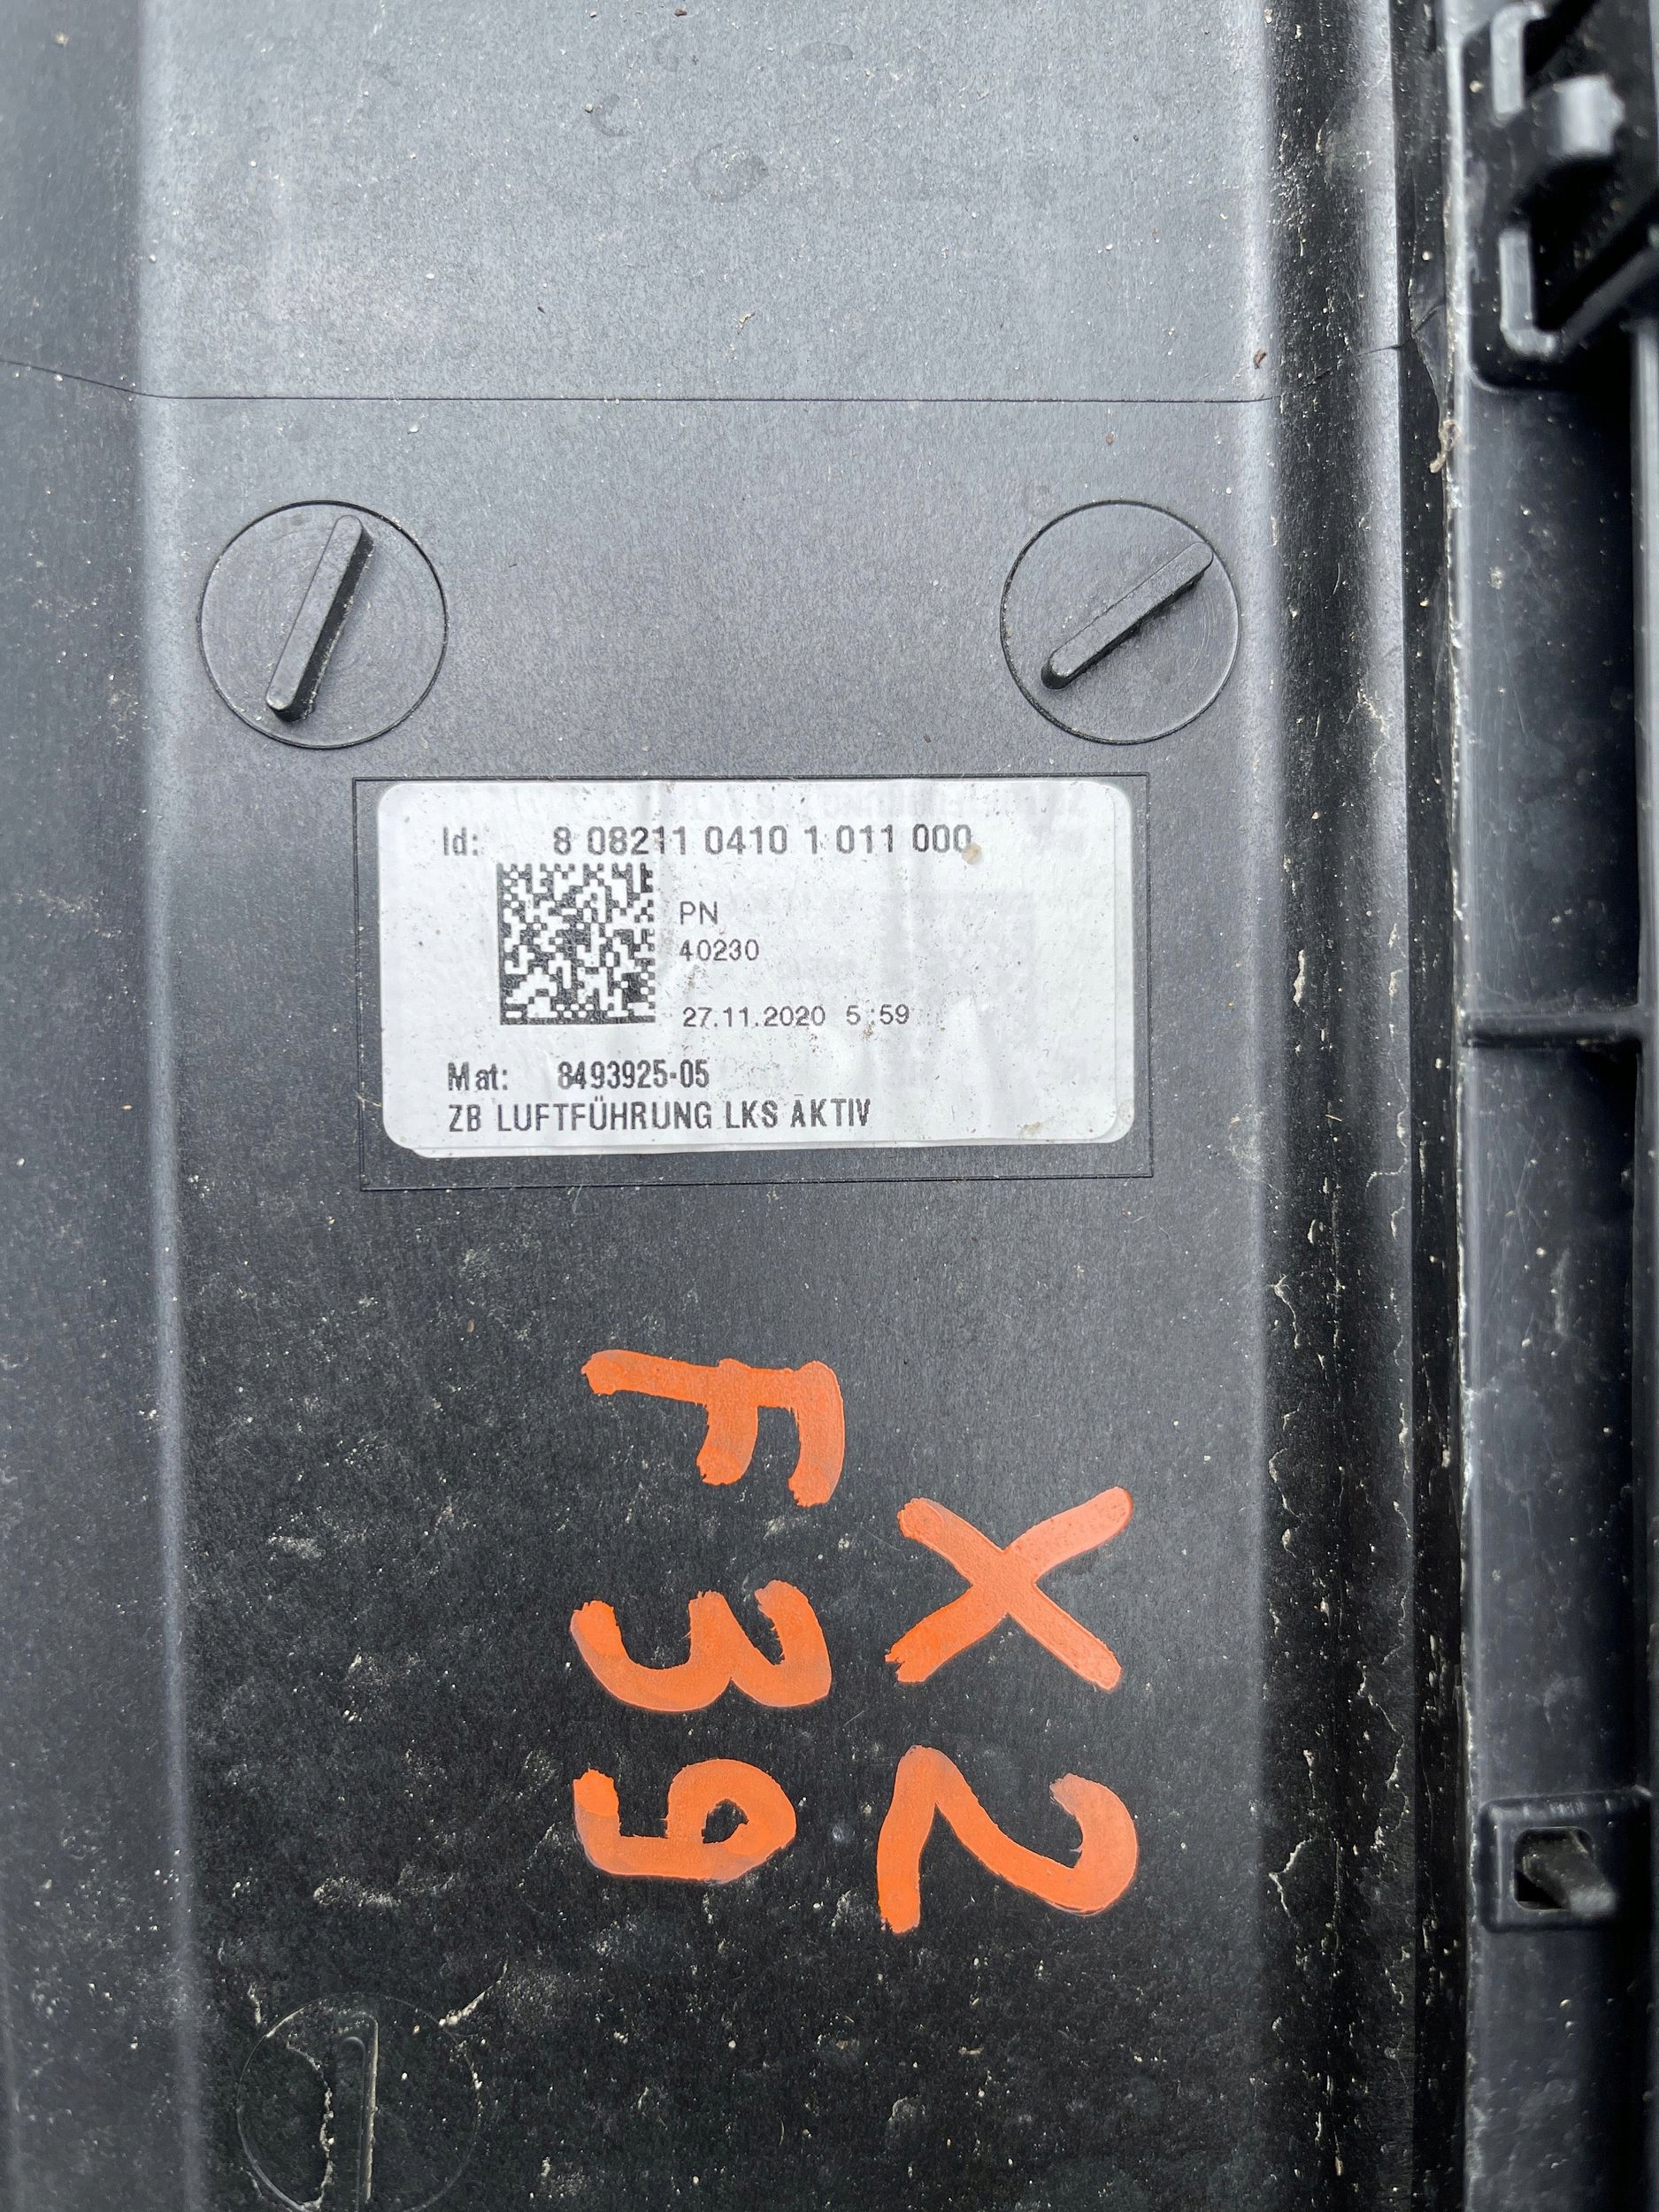 Id: 8 08211 0410 1 011 000
PN
40230
27.11.2020 5:59
Mat: 8493925-05
ZB LUFTFÜHRUNG LKS AKTIV
X2
F39